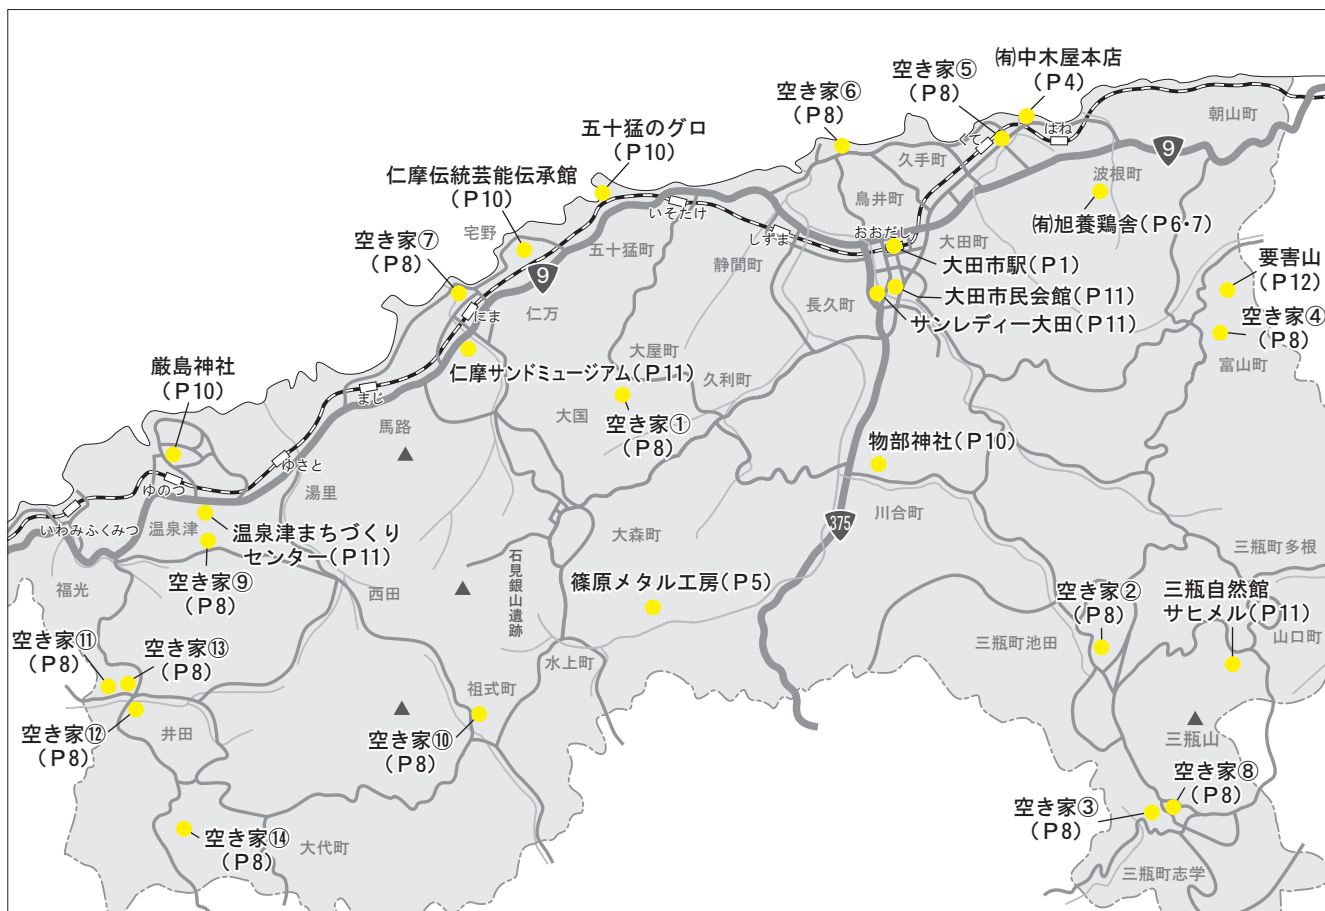 ㈲中木屋本店
(P4)
空き家⑤
(P8)
空き家⑥
(P8)
朝山町
はね
くて
9
久手町
波根町
五十猛のグロ
(P10)
仁摩伝統芸能伝承館
(P10)
鳥井町
㈲旭養鶏舎(P6・7)
いそたけ
宅野
空き家⑦
(P8)
五十猛町
しずま
おおだし
大田町
静間町
大田市駅(P1)
要害山
(P12)
9
大田市民会館(P11)
長久町
サンレディー大田(P11)
仁万
にま
空き家④
(P8)
富山町
大屋町
仁摩サンドミュージアム(P11)
久利町
厳島神社
(P10)
まじ
大国
空き家①
(P8)
馬路
物部神社(P10)
ゆさと
ゆのつ
湯里
川合町
375
いわみふくみつ
温泉津
温泉津まちづくり
センター(P11)
大森町
石見銀山遺跡
三瓶町多根
空き家⑨
(P8)
福光
西田
篠原メタル工房(P5)
空き家②
(P8)
三瓶自然館
サヒメル(P11)
山口町
三瓶町池田
空き家⑪
(P8)
空き家⑬
(P8)
水上町
祖式町
空き家⑫
(P8)
井田
空き家⑩
(P8)
三瓶山
空き家⑧
(P8)
空き家③
(P8)
空き家⑭
(P8)
大代町
三瓶町志学